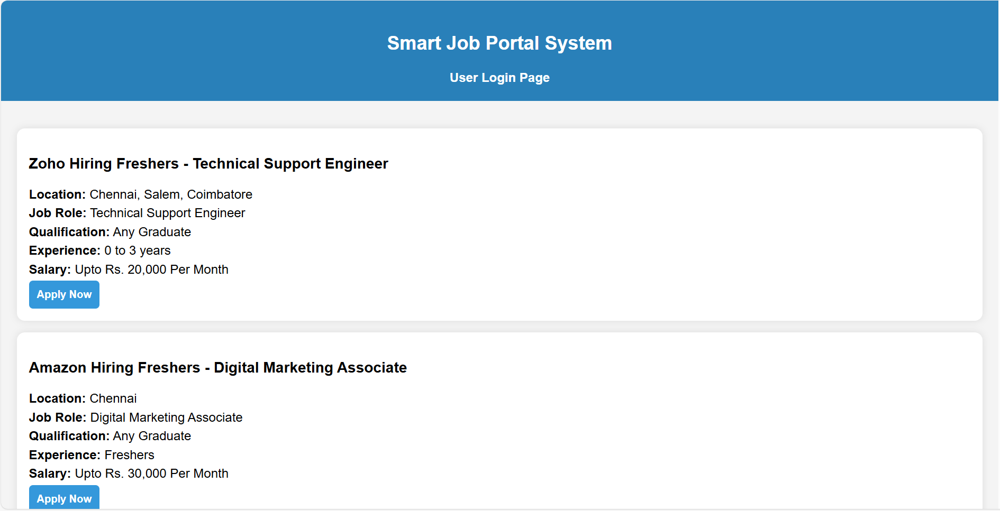 Smart Job Portal System
User Login Page
Zoho Hiring Freshers - Technical Support Engineer
Location: Chennai, Salem, Coimbatore
Job Role: Technical Support Engineer
Qualification: Any Graduate
Experience: 0 to 3 years
Salary: Upto Rs. 20,000 Per Month
Apply Now
Amazon Hiring Freshers - Digital Marketing Associate
Location: Chennai
Job Role: Digital Marketing Associate
Qualification: Any Graduate
Experience: Freshers
Salary: Upto Rs. 30,000 Per Month
Apply Now